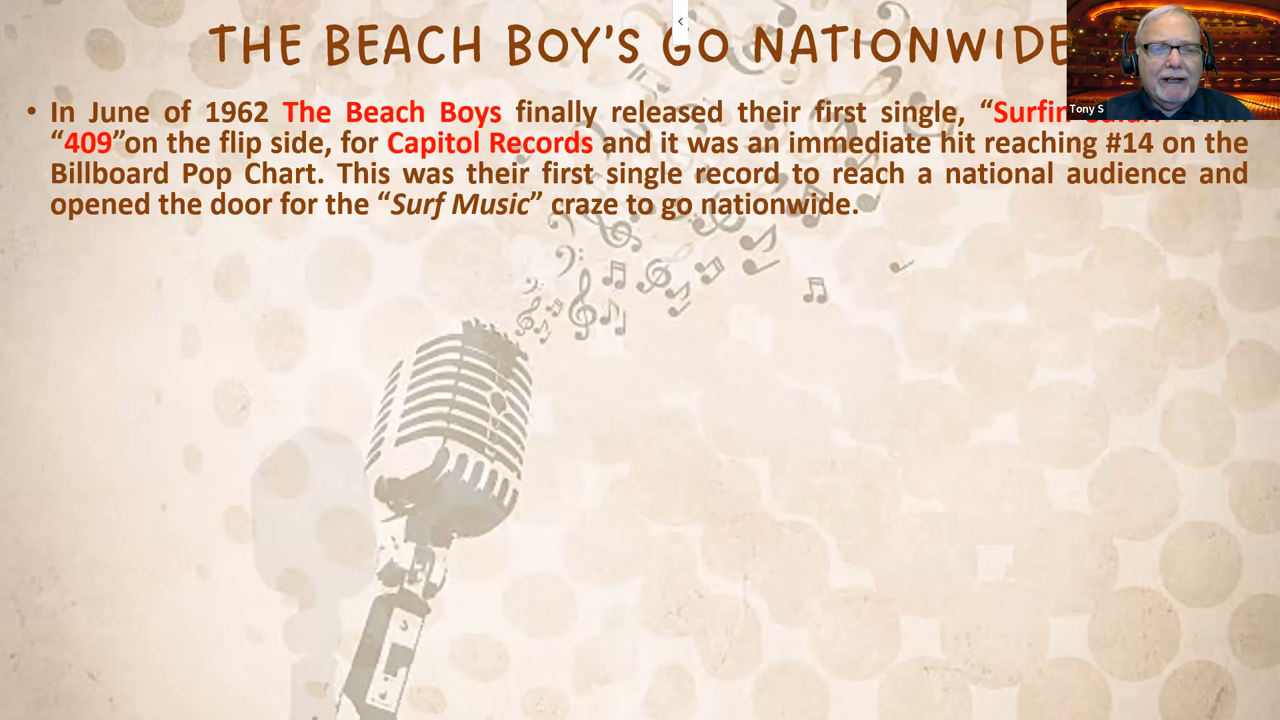 THE BEACH BOY'S GO NATIONWIDE
Tony S
• In June of 1962 The Beach Boys finally released their first single, “Surfin
“409”on the flip side, for Capitol Records and it was an immediate hit reaching #14 on the
Billboard Pop Chart. This was their first single record to reach a national audience and
opened the door for the “Surf Music” craze to go nationwide.